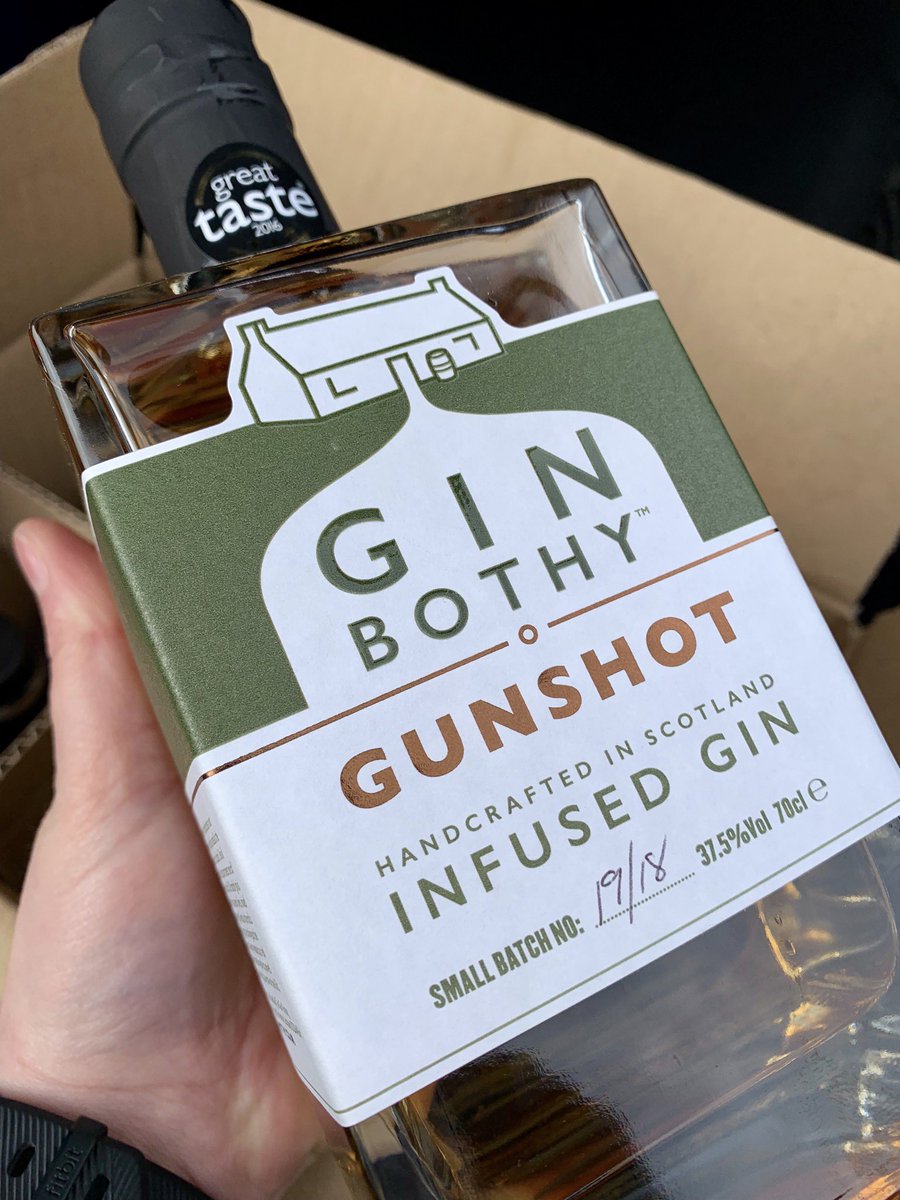 great
taste
2016
GIN
BOTHY™
GUNSHOT
HANDCRAFTED IN SCOTLAND
INFUSED GIN
SMALL BATCH NO: 19/18 37.5%Vol 70cl ℮
fitbit